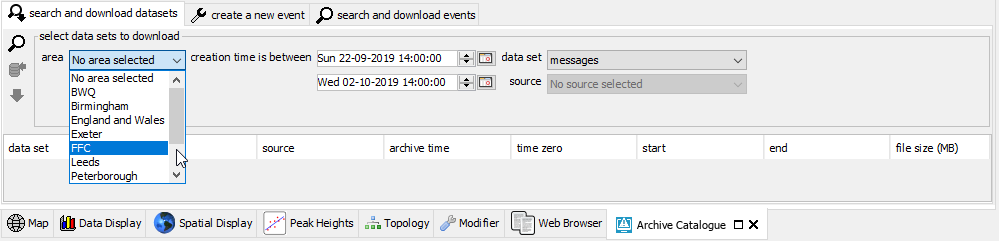 search and download datasets create a new event search and download events
select data sets to download
area No area selected creation time is between Sun 22-09-2019 14:00:00 data set messages
Wed 02-10-2019 14:00:00 source No source selected
No area selected
BWQ
Birmingham
England and Wales
Exeter
FFC
Leeds
Peterborough
data set source archive time time zero start end file size (MB)
Map Data Display Spatial Display Peak Heights Topology Modifier Web Browser Archive Catalogue